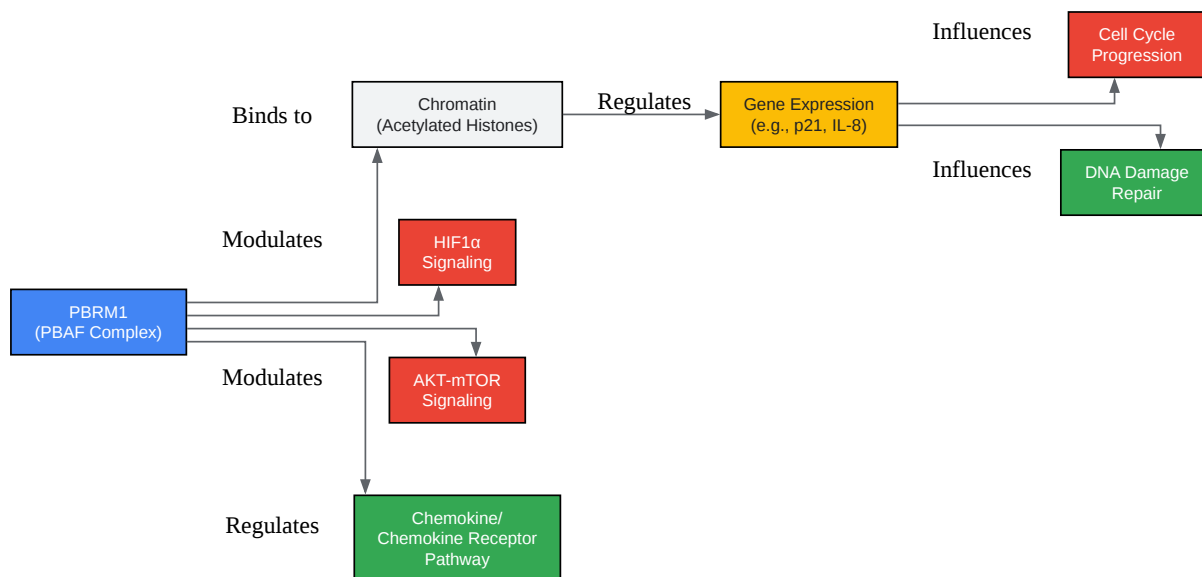 Influences
Cell Cycle
Progression
Binds to
Chromatin
(Acetylated Histones)
Regulates
Gene Expression
(e.g., p21, IL-8)
Influences
DNA Damage
Repair
Modulates
HIF1α
Signaling
PBRM1
(PBAF Complex)
Modulates
AKT-mTOR
Signaling
Regulates
Chemokine/
Chemokine Receptor
Pathway